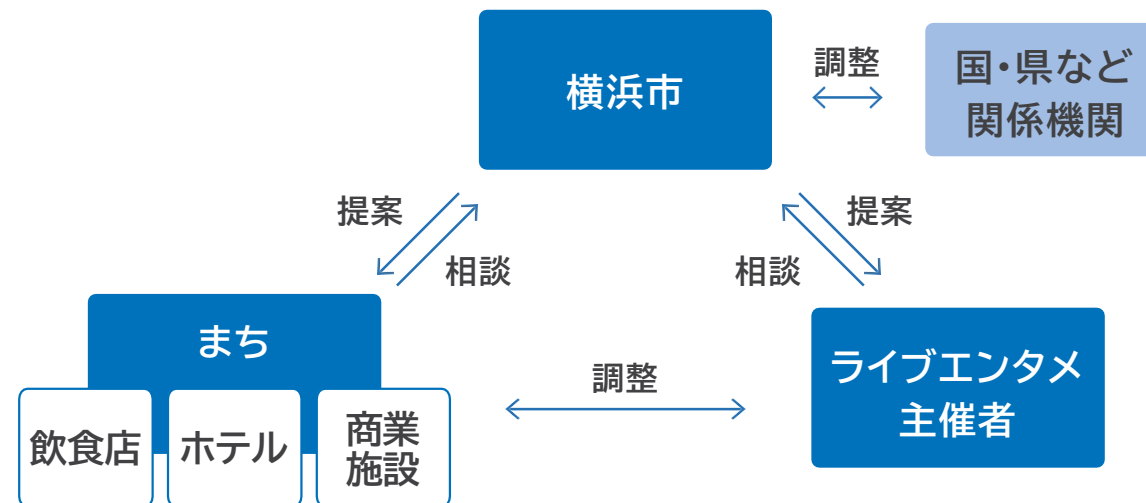 横浜市
調整
国・県など
関係機関
提案
相談
提案
相談
まち
飲食店
ホテル
商業
施設
調整
ライブエンタメ
主催者